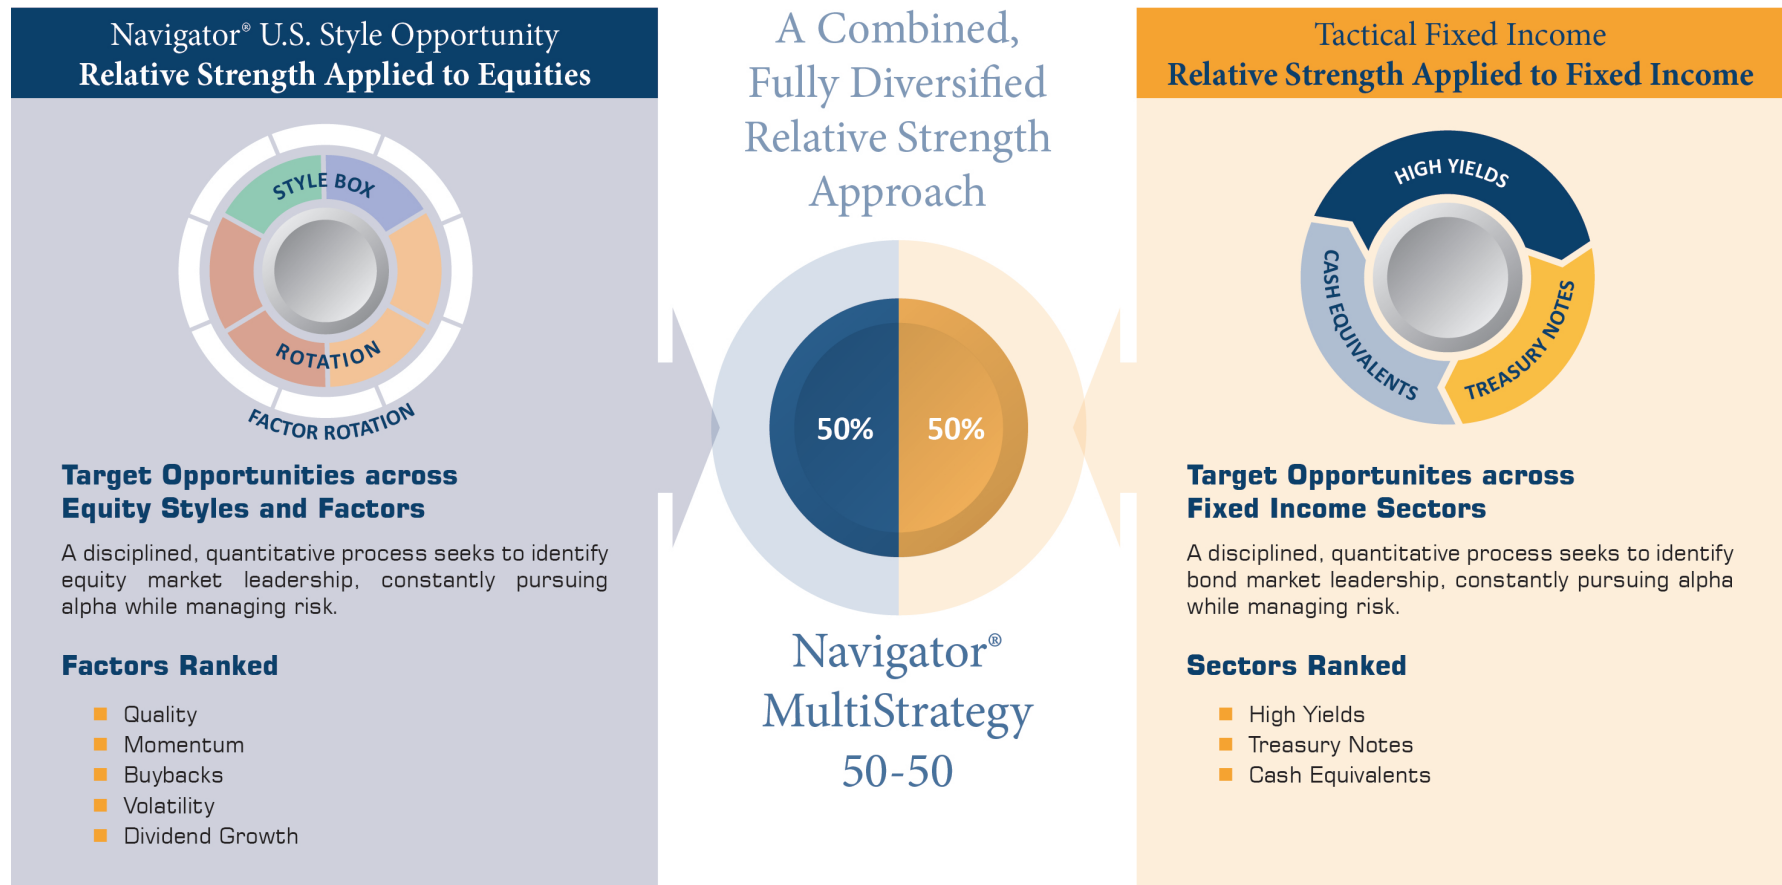 Navigator® U.S. Style Opportunity
Relative Strength Applied to Equities
STYLE BOX
ROTATION
FACTOR ROTATION
Target Opportunities across
Equity Styles and Factors
A disciplined, quantitative process seeks to identify
equity market leadership, constantly pursuing
alpha while managing risk.
Factors Ranked
Quality
Momentum
Buybacks
Volatility
Dividend Growth
A Combined,
Fully Diversified
Relative Strength
Approach
50%
50%
Navigator®
MultiStrategy
50-50
Tactical Fixed Income
Relative Strength Applied to Fixed Income
HIGH YIELDS
CASH EQUIVALENTS
TREASURY NOTES
Target Opportunites across
Fixed Income Sectors
A disciplined, quantitative process seeks to identify
bond market leadership, constantly pursuing alpha
while managing risk.
Sectors Ranked
High Yields
Treasury Notes
Cash Equivalents